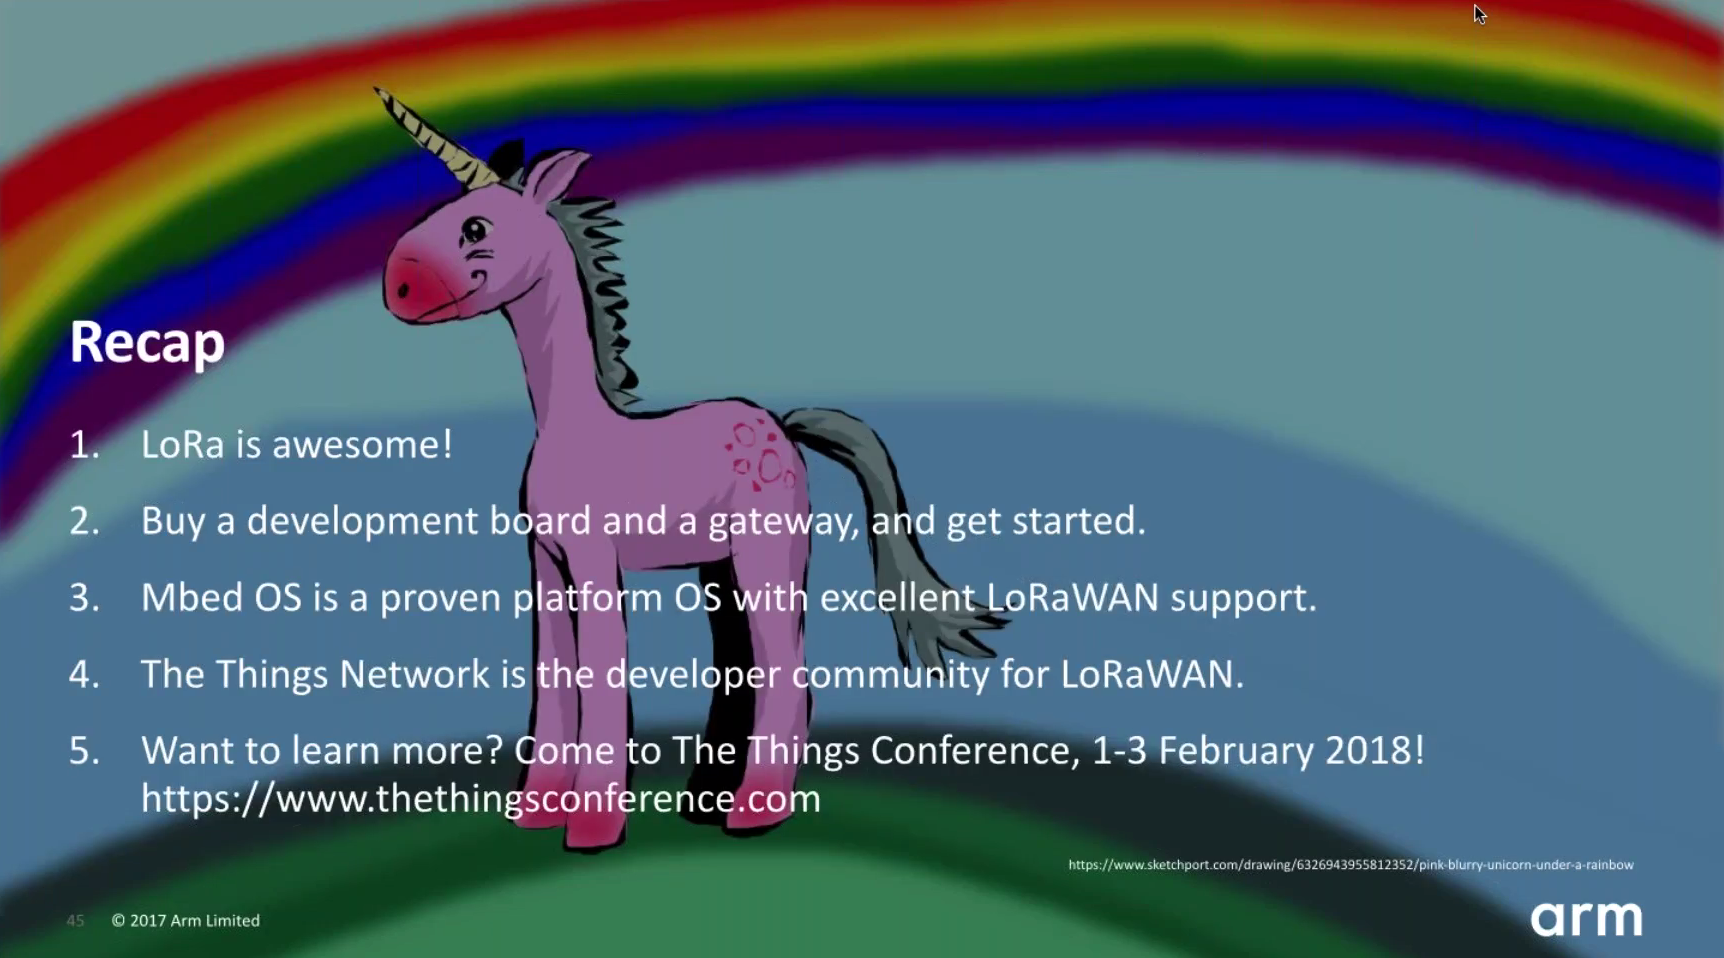 Recap
1. LoRa is awesome!
2. Buy a development board and a gateway, and get started.
3. Mbed OS is a proven platform OS with excellent LoRaWAN support.
4. The Things Network is the developer community for LoRaWAN.
5. Want to learn more? Come to The Things Conference, 1-3 February 2018!
https://www.thethingsconference.com
https://www.sketchport.com/drawing/6326943955812352/pink-blurry-unicorn-under-a-rainbow
45 © 2017 Arm Limited
arm